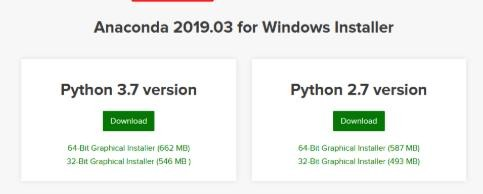 Anaconda 2019.03 for Windows Installer
Python 3.7 version
Download
64-Bit Graphical Installer (662 MB)
32-Bit Graphical Installer (546 MB )
Python 2.7 version
Download
64-Bit Graphical Installer (587 MB)
32-Bit Graphical Installer (493 MB)